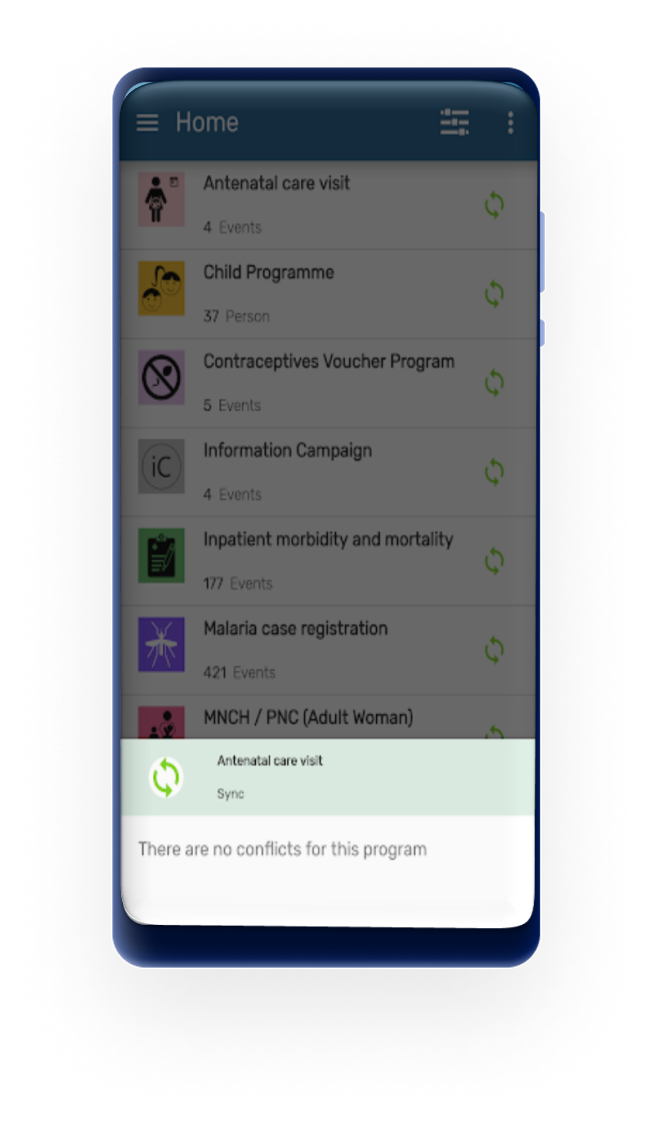 Home
Antenatal care visit
4 Events
Child Programme
37 Person
Contraceptives Voucher Program
5 Events
iC
Information Campaign
4 Events
Inpatient morbidity and mortality
177 Events
Malaria case registration
421 Events
MNCH / PNC (Adult Woman)
Antenatal care visit
Sync
There are no conflicts for this program